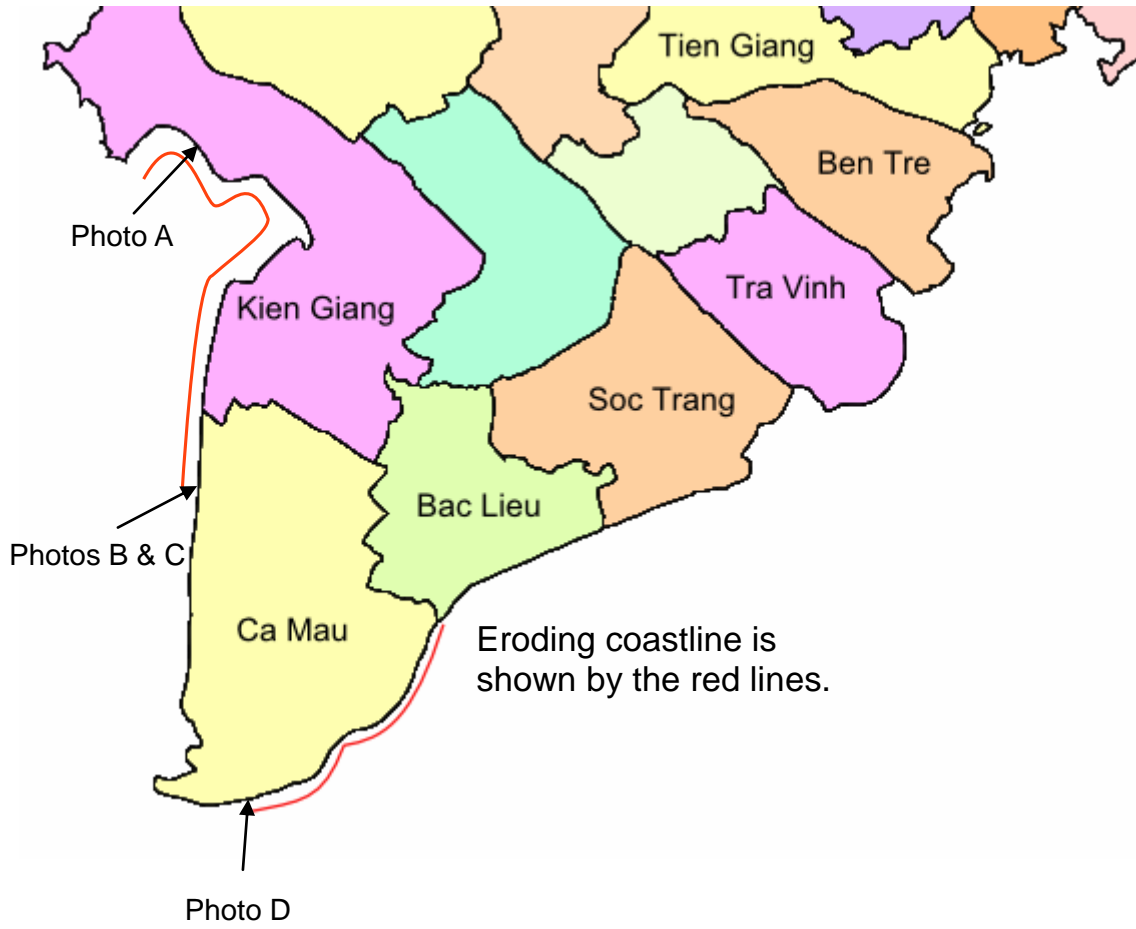 Tien Giang
Ben Tre
Photo A
Tra Vinh
Kien Giang
Soc Trang
Bac Lieu
Photos B & C
Ca Mau
Eroding coastline is
shown by the red lines.
Photo D